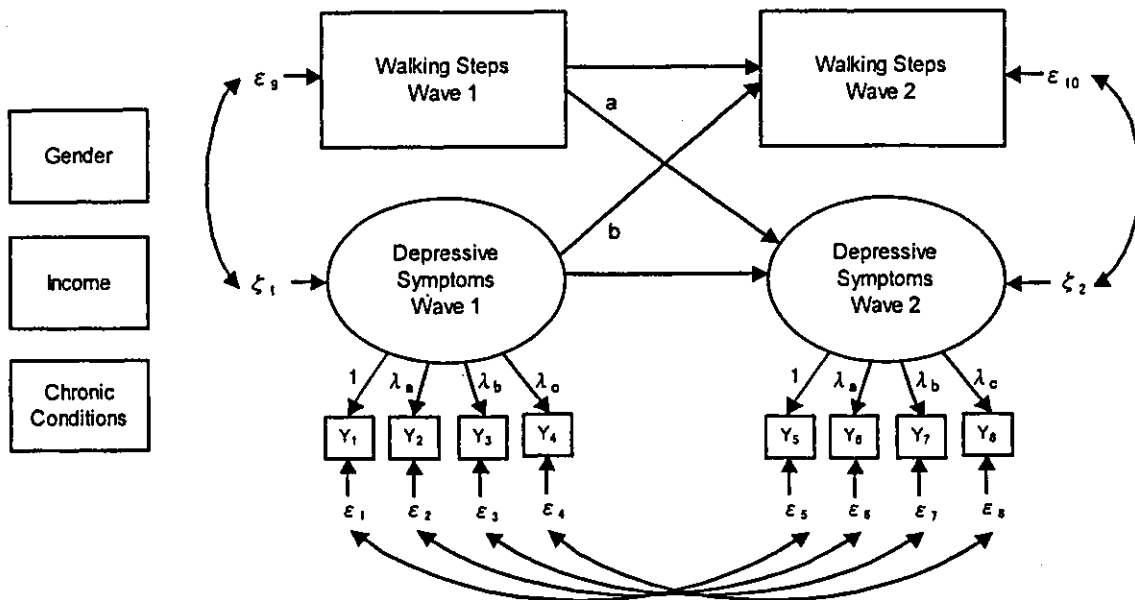 ε₉
Walking Steps
Wave 1
a
Walking Steps
Wave 2
ε₁₀
Gender
Income
Chronic
Conditions
b
ζ₁
Depressive
Symptoms
Wave 1
Depressive
Symptoms
Wave 2
ζ₂
1 λₐ λb λc
1 λₐ λb λc
Y₁ Y₂ Y₃ Y₄
Y₅ Y₆ Y₇ Y₈
ε₁ ε₂ ε₃ ε₄
ε₅ ε₆ ε₇ ε₈